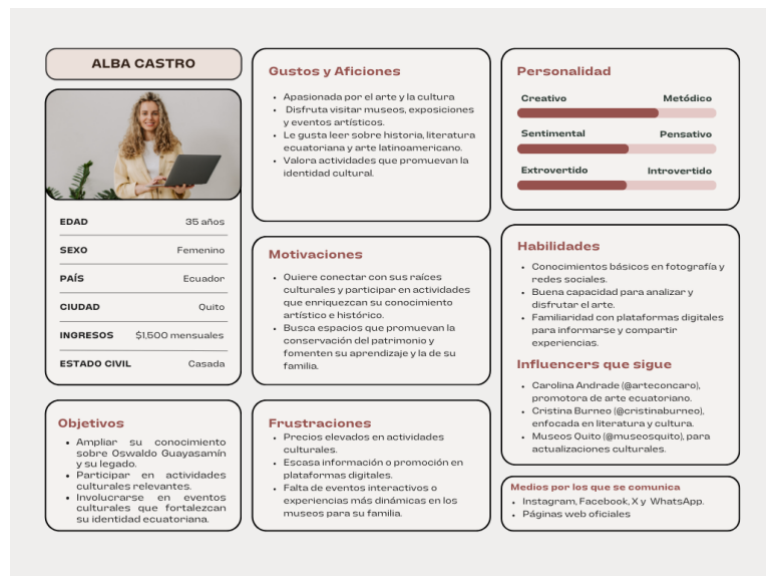 ALBA CASTRO
EDAD 35 años
SEXO Femenino
PAÍS Ecuador
CIUDAD Quito
INGRESOS $1,500 mensuales
ESTADO CIVIL Casada
Objetivos
• Ampliar su conocimiento
sobre Oswaldo Guayasamín
y su legado.
• Participar en actividades
culturales relevantes.
• Involucrarse en eventos
culturales que fortalezcan
su identidad ecuatoriana.
Gustos y Aficiones
• Apasionada por el arte y la cultura
• Disfruta visitar museos, exposiciones
y eventos artísticos.
• Le gusta leer sobre historia, literatura
ecuatoriana y arte latinoamericano.
• Valora actividades que promuevan la
identidad cultural.
Motivaciones
• Quiere conectar con sus raíces
culturales y participar en actividades
que enriquezcan su conocimiento
artístico e histórico.
• Busca espacios que promuevan la
conservación del patrimonio y
fomenten su aprendizaje y la de su
familia.
Frustraciones
• Precios elevados en actividades
culturales.
• Escasa información o promoción en
plataformas digitales.
• Falta de eventos interactivos o
experiencias más dinámicas en los
museos para su familia.
Personalidad
Creativo Metódico
Sentimental Pensativo
Extrovertido Introvertido
Habilidades
• Conocimientos básicos en fotografía y
redes sociales.
• Buena capacidad para analizar y
disfrutar el arte.
• Familiaridad con plataformas digitales
para informarse y compartir
experiencias.
Influencers que sigue
• Carolina Andrade (@arteconcaro),
promotora de arte ecuatoriano.
• Cristina Burneo (@cristinaburneo),
enfocada en literatura y cultura.
• Museos Quito (@museosquito), para
actualizaciones culturales.
Medios por los que se comunica
• Instagram, Facebook, X y WhatsApp.
• Páginas web oficiales